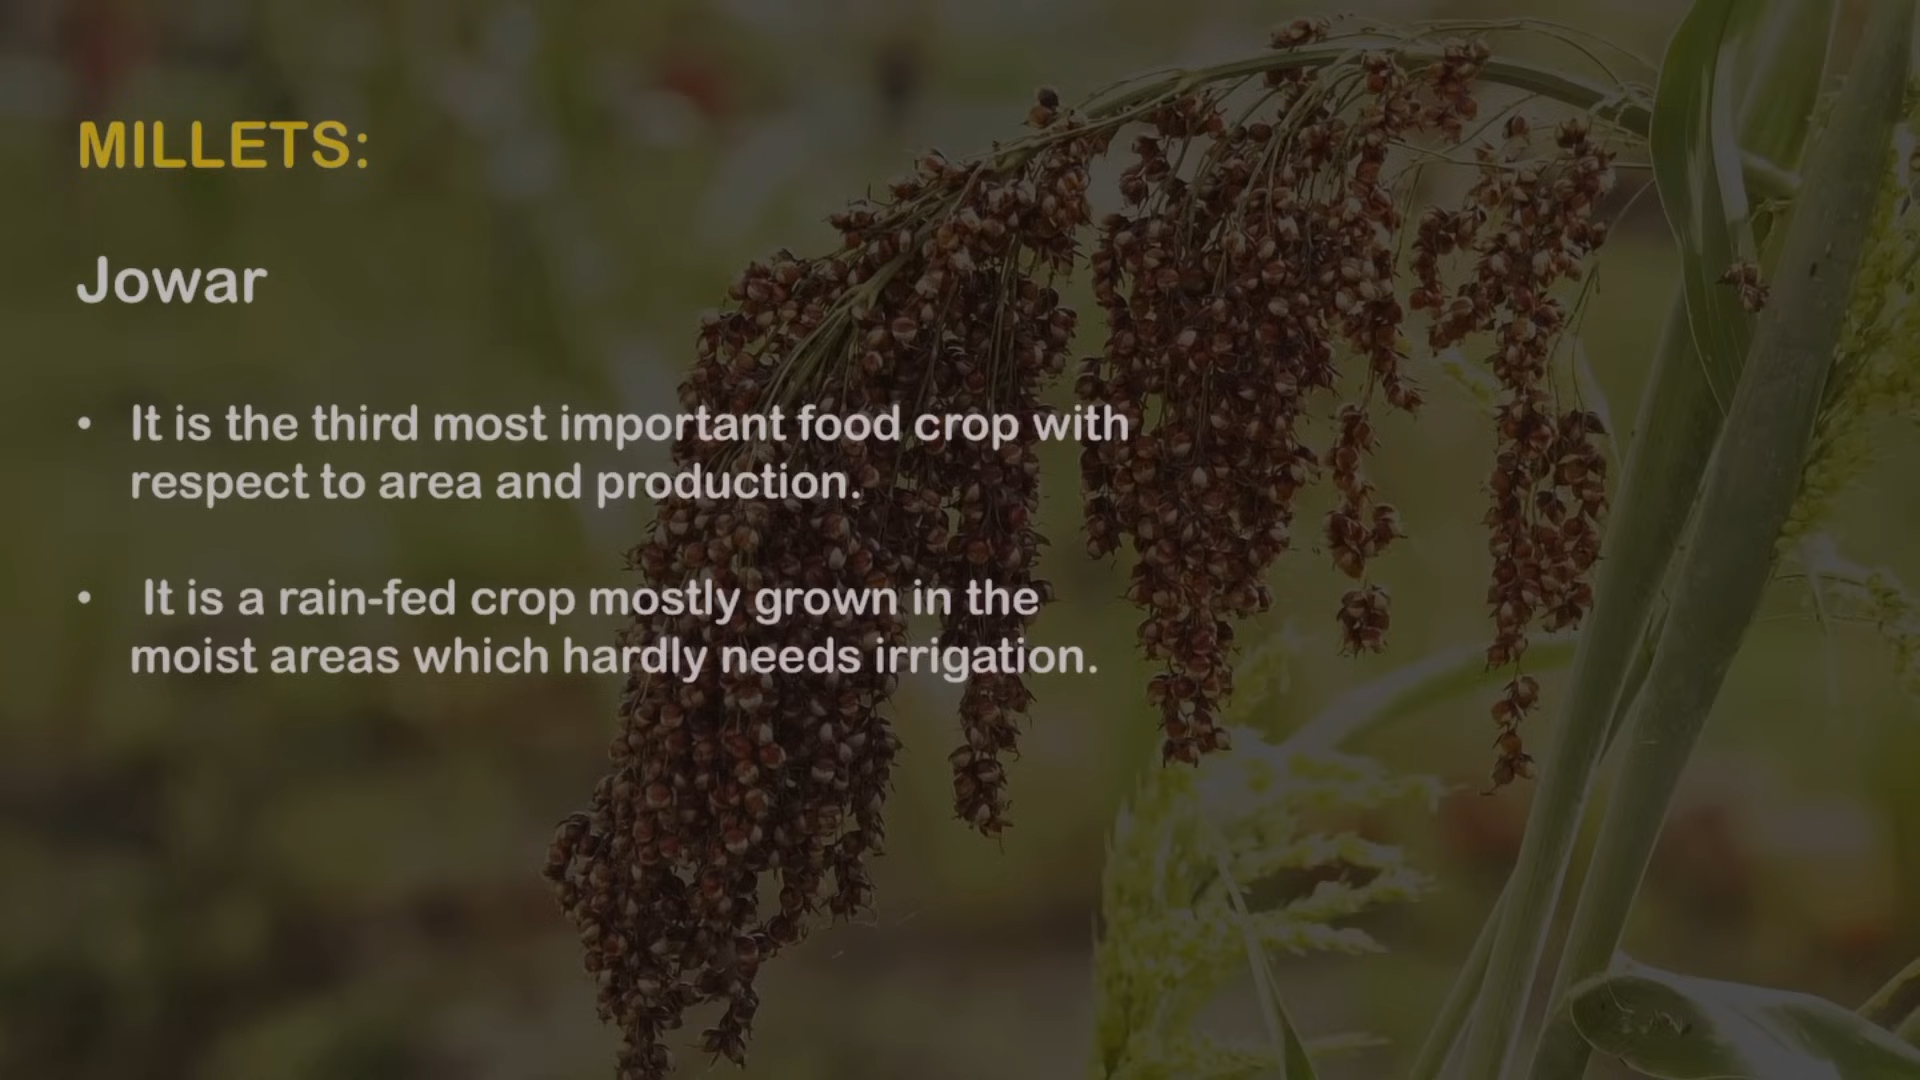 MILLETS:
Jowar
• It is the third most important food crop with
respect to area and production.
• It is a rain-fed crop mostly grown in the
moist areas which hardly needs irrigation.